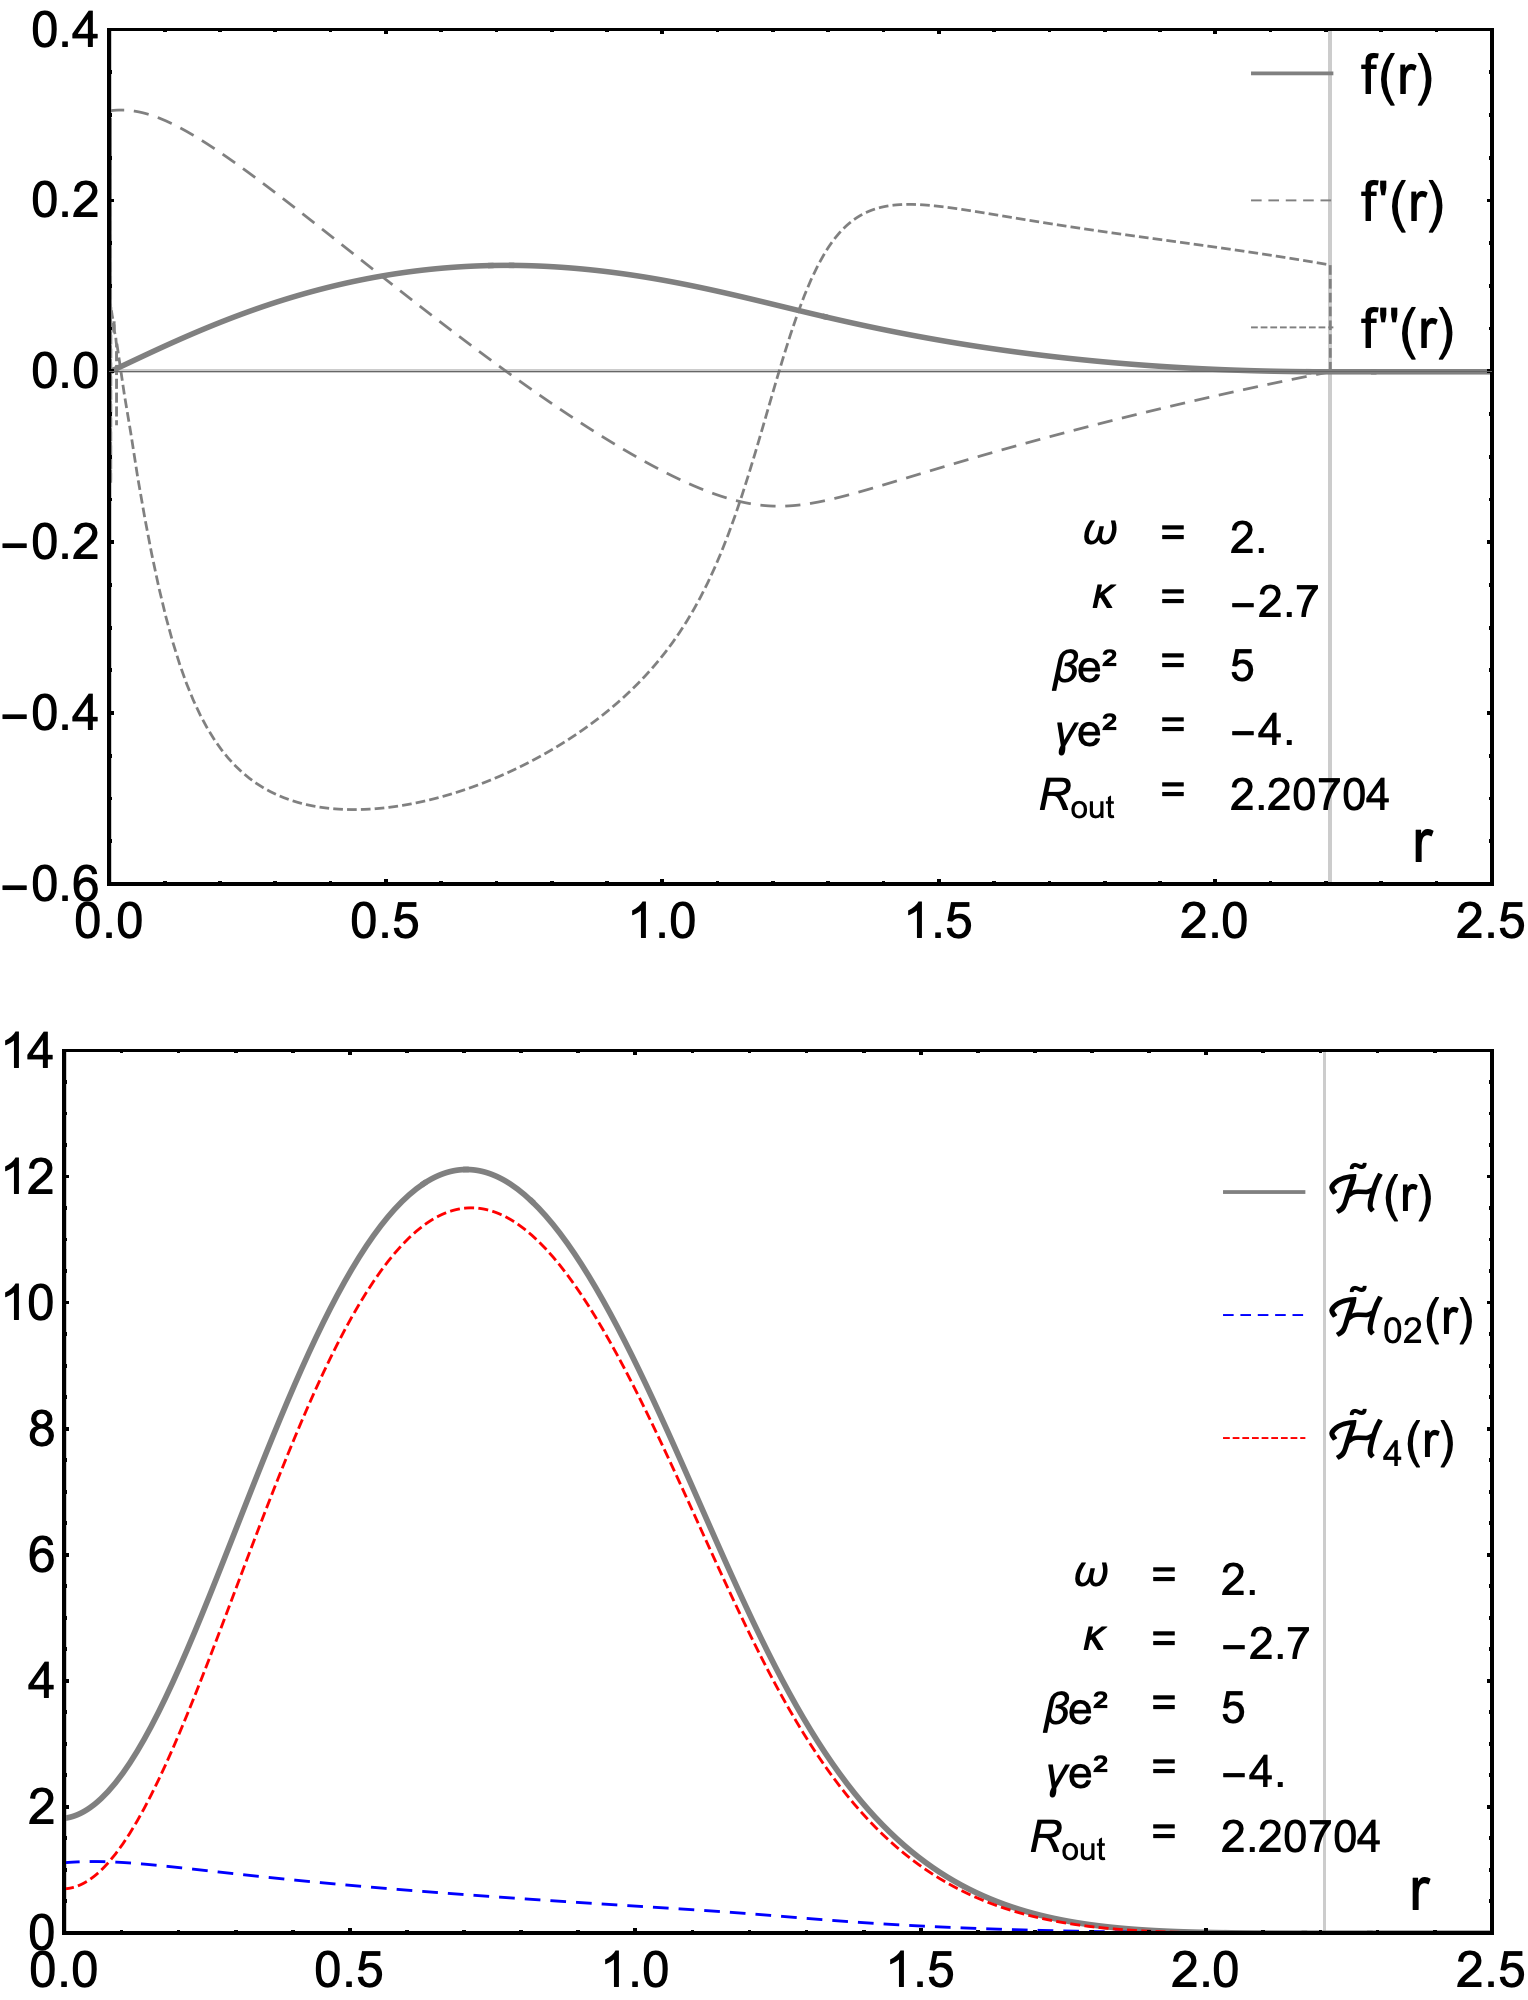 0.4
0.2
0.0
−0.2
−0.4
−0.6
0.0 0.5 1.0 1.5 2.0 2.5
f(r)
f'(r)
f''(r)
ω = 2.
κ = −2.7
βe² = 5
γe² = −4.
R_out = 2.20704
r
14
12
10
8
6
4
2
0
0.0 0.5 1.0 1.5 2.0 2.5
ℋ̃(r)
ℋ̃₀₂(r)
ℋ̃₄(r)
ω = 2.
κ = −2.7
βe² = 5
γe² = −4.
R_out = 2.20704
r